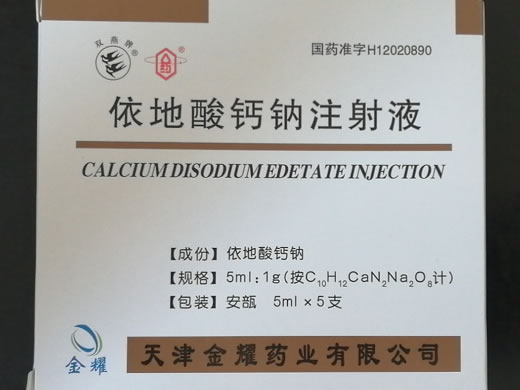 双燕牌
药
国药准字H12020890
依地酸钙钠注射液
CALCIUM DISODIUM EDETATE INJECTION
【成份】 依地酸钙钠
【规格】 5ml:1g(按C₁₀H₁₂CaN₂Na₂O₈计)
【包装】 安瓿 5ml×5支
金耀
天津金耀药业有限公司